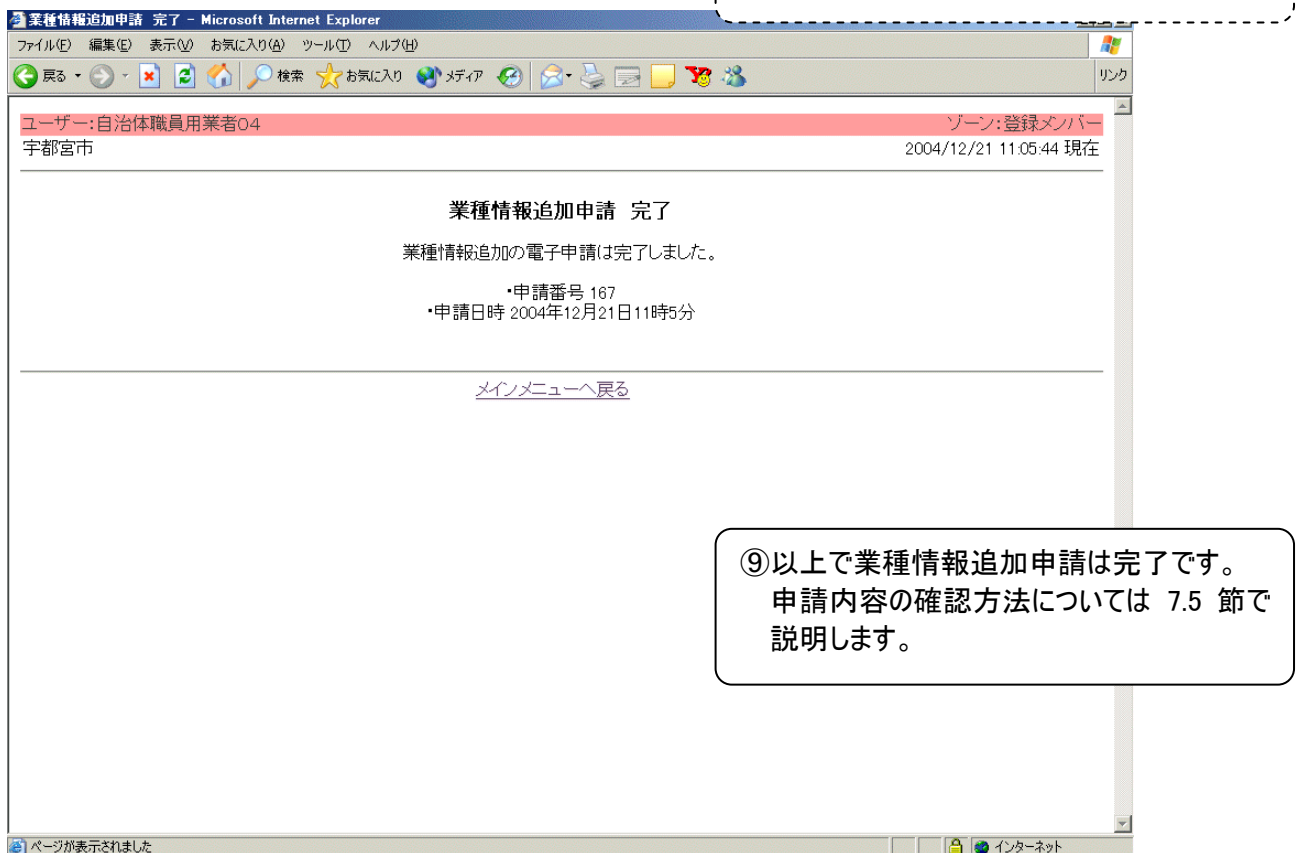 業種情報追加申請 完了 - Microsoft Internet Explorer
ファイル(F) 編集(E) 表示(V) お気に入り(A) ツール(T) ヘルプ(H)
戻る 検索 お気に入り メディア リンク
ユーザー:自治体職員用業者04 ゾーン:登録メンバー
宇都宮市 2004/12/21 11:05:44 現在
業種情報追加申請 完了
業種情報追加の電子申請は完了しました。
・申請番号 167
・申請日時 2004年12月21日11時5分
メインメニューへ戻る
⑨以上で業種情報追加申請は完了です。
申請内容の確認方法については 7.5 節で
説明します。
ページが表示されました インターネット